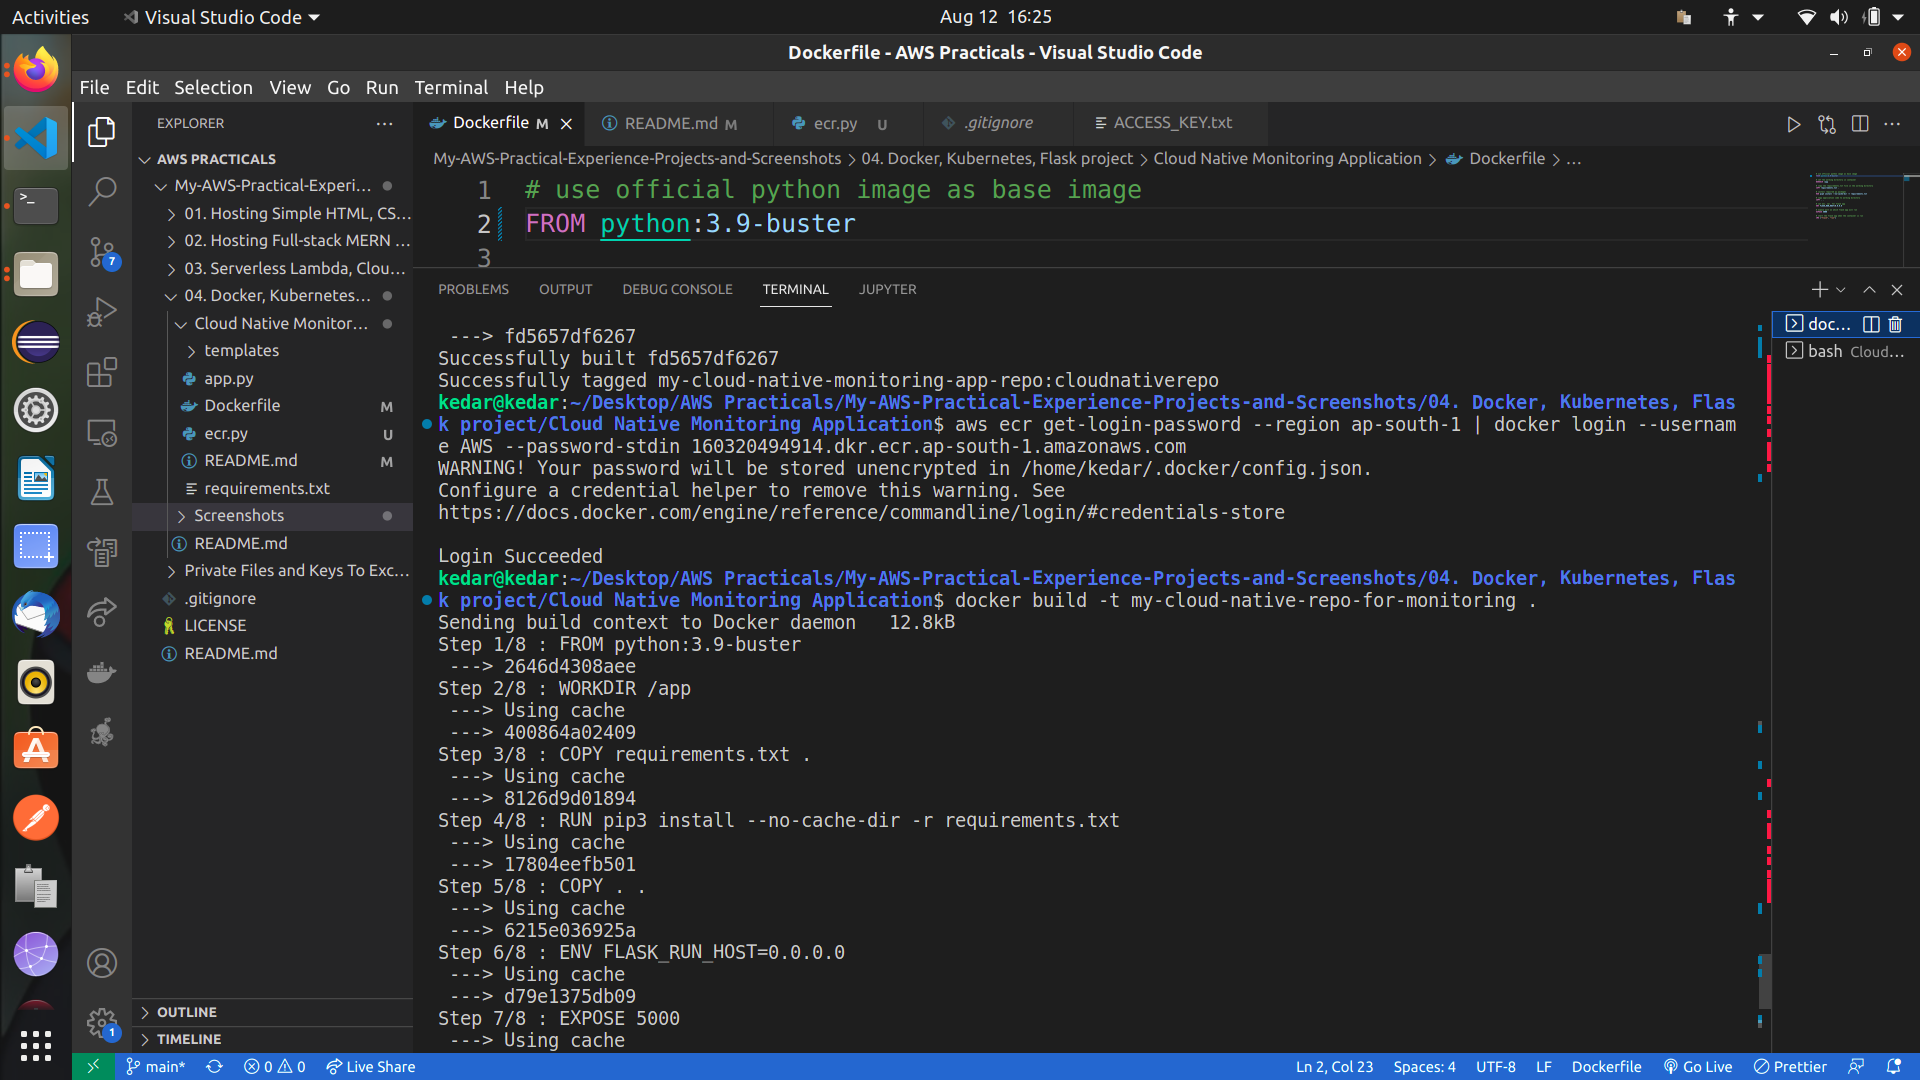 Activities
Visual Studio Code
Aug 12 16:25
Dockerfile - AWS Practicals - Visual Studio Code
File Edit Selection View Go Run Terminal Help
EXPLORER
AWS PRACTICALS
My-AWS-Practical-Experi...
01. Hosting Simple HTML, CS...
02. Hosting Full-stack MERN ...
03. Serverless Lambda, Clou...
04. Docker, Kubernetes...
Cloud Native Monitor...
templates
app.py
Dockerfile M
ecr.py U
README.md M
requirements.txt
Screenshots
README.md
Private Files and Keys To Exc...
.gitignore
LICENSE
README.md
OUTLINE
TIMELINE
7
1
Dockerfile M
README.md M
ecr.py U
.gitignore
ACCESS_KEY.txt
My-AWS-Practical-Experience-Projects-and-Screenshots > 04. Docker, Kubernetes, Flask project > Cloud Native Monitoring Application > Dockerfile > ...
1 # use official python image as base image
2 FROM python:3.9-buster
3
PROBLEMS OUTPUT DEBUG CONSOLE TERMINAL JUPYTER
---> fd5657df6267
Successfully built fd5657df6267
Successfully tagged my-cloud-native-monitoring-app-repo:cloudnativerepo
kedar@kedar:~/Desktop/AWS Practicals/My-AWS-Practical-Experience-Projects-and-Screenshots/04. Docker, Kubernetes, Flas
k project/Cloud Native Monitoring Application$ aws ecr get-login-password --region ap-south-1 | docker login --usernam
e AWS --password-stdin 160320494914.dkr.ecr.ap-south-1.amazonaws.com
WARNING! Your password will be stored unencrypted in /home/kedar/.docker/config.json.
Configure a credential helper to remove this warning. See
https://docs.docker.com/engine/reference/commandline/login/#credentials-store
Login Succeeded
kedar@kedar:~/Desktop/AWS Practicals/My-AWS-Practical-Experience-Projects-and-Screenshots/04. Docker, Kubernetes, Flas
k project/Cloud Native Monitoring Application$ docker build -t my-cloud-native-repo-for-monitoring .
Sending build context to Docker daemon   12.8kB
Step 1/8 : FROM python:3.9-buster
---> 2646d4308aee
Step 2/8 : WORKDIR /app
---> Using cache
---> 400864a02409
Step 3/8 : COPY requirements.txt .
---> Using cache
---> 8126d9d01894
Step 4/8 : RUN pip3 install --no-cache-dir -r requirements.txt
---> Using cache
---> 17804eefb501
Step 5/8 : COPY . .
---> Using cache
---> 6215e036925a
Step 6/8 : ENV FLASK_RUN_HOST=0.0.0.0
---> Using cache
---> d79e1375db09
Step 7/8 : EXPOSE 5000
---> Using cache
doc...
bash Cloud...
main*
0 0
Live Share
Ln 2, Col 23
Spaces: 4
UTF-8
LF
Dockerfile
Go Live
Prettier